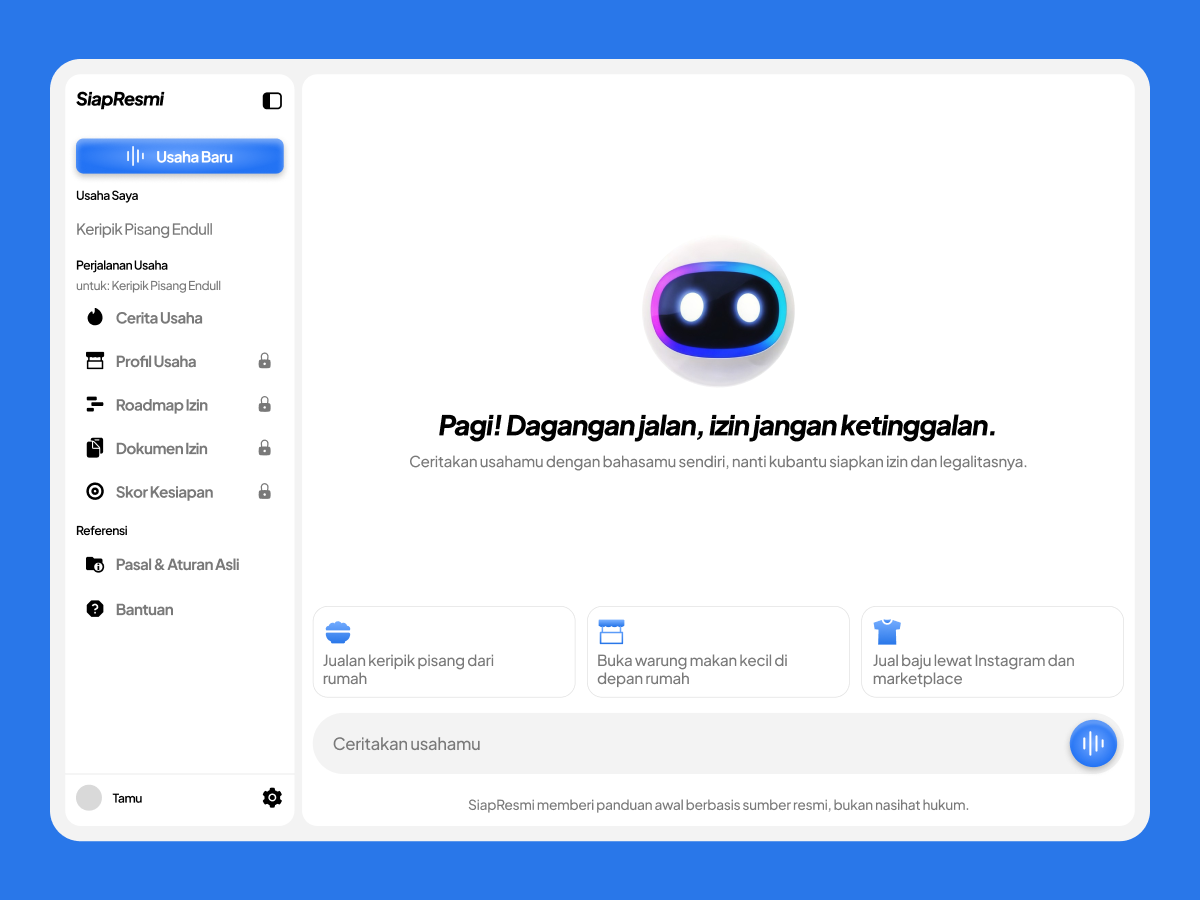 SiapResmi
Usaha Baru
Usaha Saya
Keripik Pisang Endull
Perjalanan Usaha
untuk: Keripik Pisang Endull
Cerita Usaha
Profil Usaha
Roadmap Izin
Dokumen Izin
Skor Kesiapan
Referensi
Pasal & Aturan Asli
Bantuan
Tamu
Pagi! Dagangan jalan, izin jangan ketinggalan.
Ceritakan usahamu dengan bahasamu sendiri, nanti kubantu siapkan izin dan legalitasnya.
Jualan keripik pisang dari
rumah
Buka warung makan kecil di
depan rumah
Jual baju lewat Instagram dan
marketplace
Ceritakan usahamu
SiapResmi memberi panduan awal berbasis sumber resmi, bukan nasihat hukum.